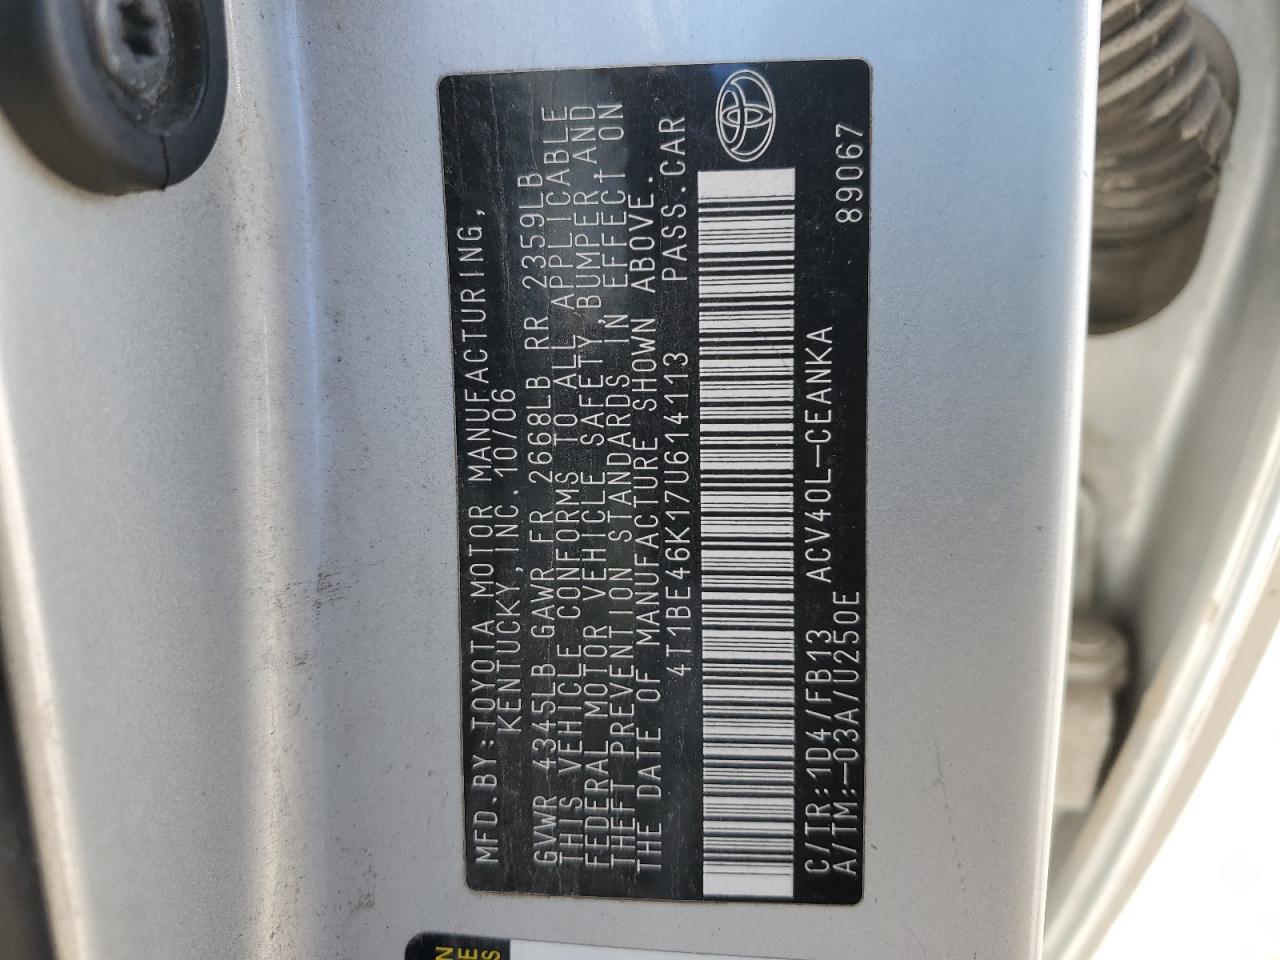 MFD.BY:TOYOTA MOTOR MANUFACTURING,
KENTUCKY,INC. 10/06
GVWR 4345LB GAWR FR 2668LB RR 2359LB
THIS VEHICLE CONFORMS TO ALL APPLICABLE
FEDERAL MOTOR VEHICLE SAFETY,BUMPER,AND
THEFT PREVENTION STANDARDS IN EFFECT ON
THE DATE OF MANUFACTURE SHOWN ABOVE.
4T1BE46K17U614113 PASS.CAR
C/TR:1D4/FB13 ACV40L-CEANKA
A/TM:-03A/U250E 89067
N
E
S